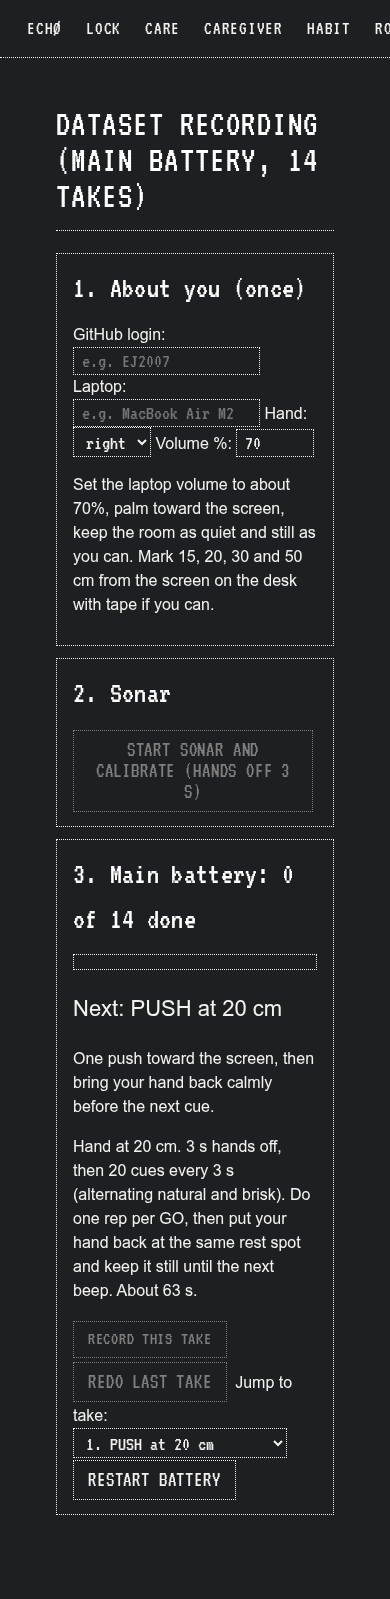 ECHØ LOCK CARE CAREGIVER HABIT RO
DATASET RECORDING
(MAIN BATTERY, 14
TAKES)
1. About you (once)
GitHub login:
e.g. EJ2007
Laptop:
e.g. MacBook Air M2 Hand:
right Volume %: 70
Set the laptop volume to about
70%, palm toward the screen,
keep the room as quiet and still as
you can. Mark 15, 20, 30 and 50
cm from the screen on the desk
with tape if you can.
2. Sonar
START SONAR AND
CALIBRATE (HANDS OFF 3
S)
3. Main battery: 0
of 14 done
Next: PUSH at 20 cm
One push toward the screen, then
bring your hand back calmly
before the next cue.
Hand at 20 cm. 3 s hands off,
then 20 cues every 3 s
(alternating natural and brisk). Do
one rep per GO, then put your
hand back at the same rest spot
and keep it still until the next
beep. About 63 s.
RECORD THIS TAKE
REDO LAST TAKE Jump to
take:
1. PUSH at 20 cm
RESTART BATTERY